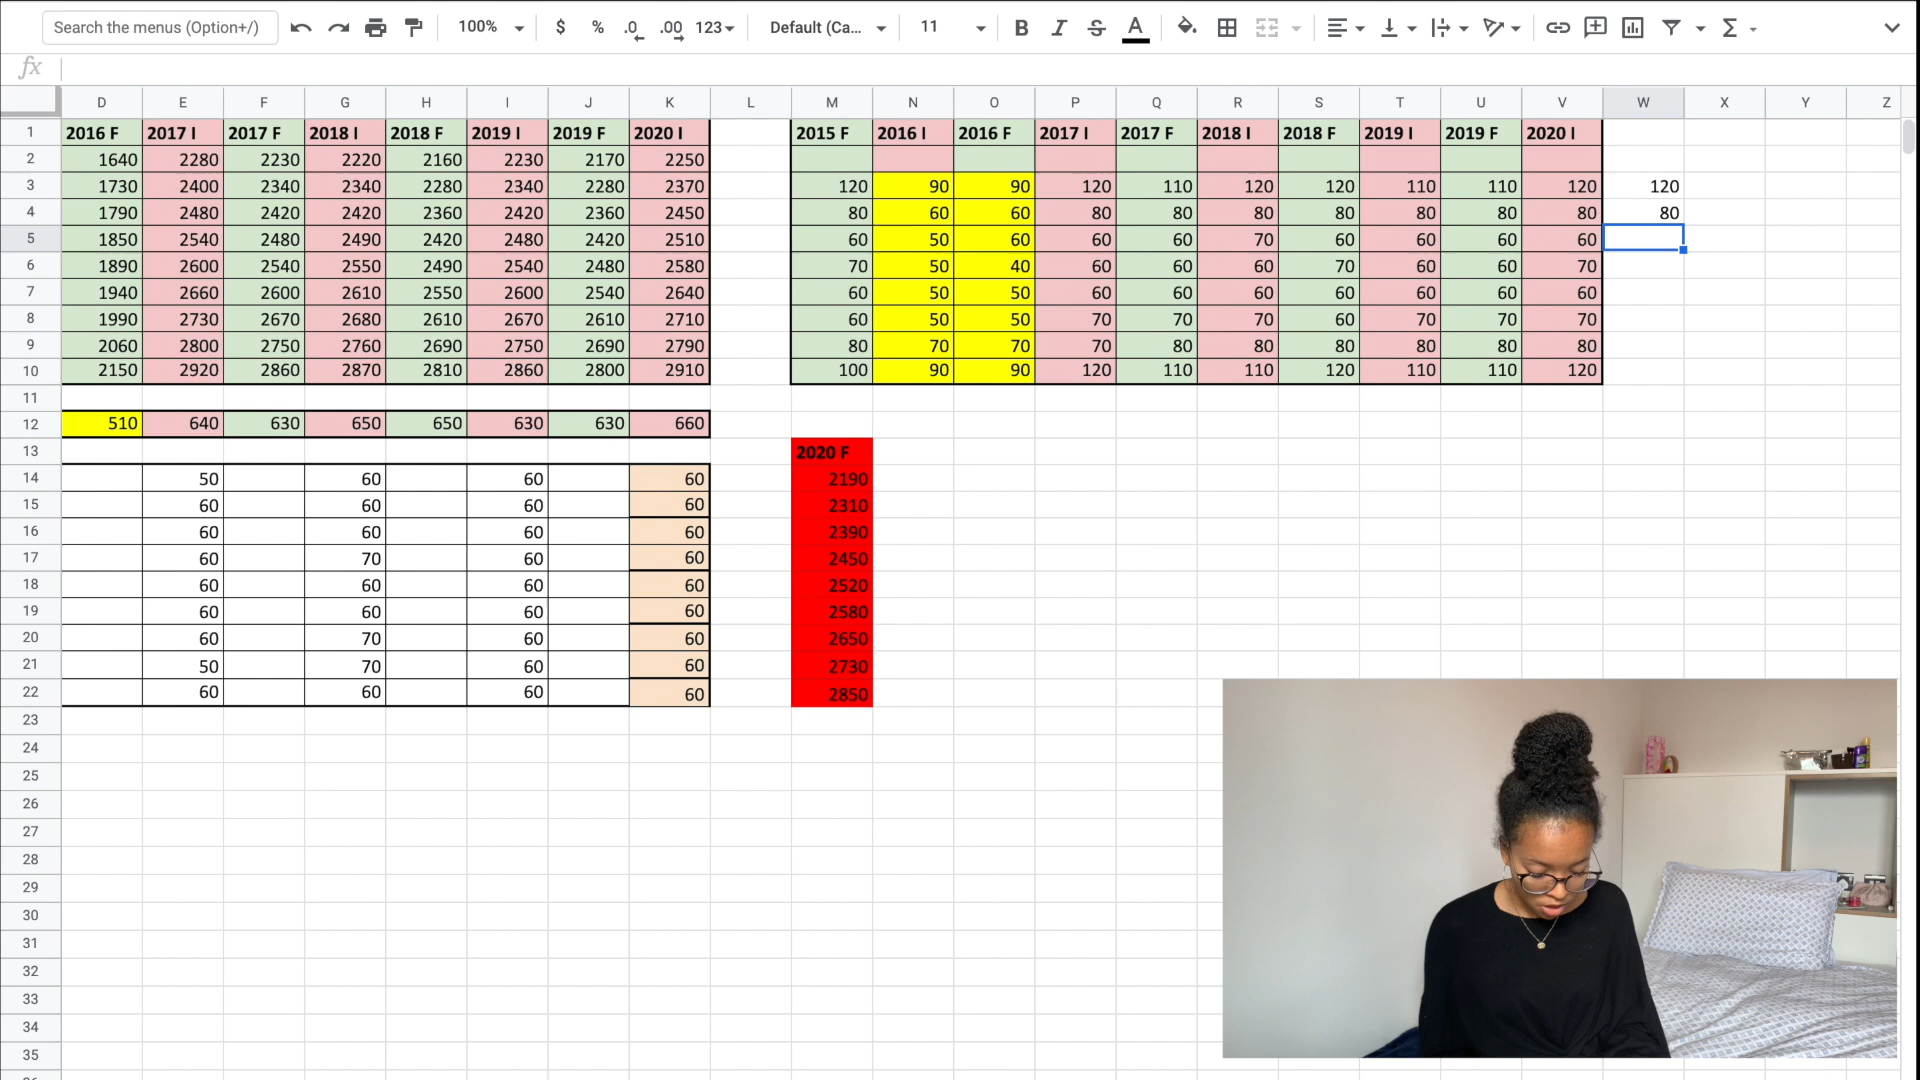 Search the menus (Option+/) 100% $ % .0 .00 123 Default (Ca... 11 B I S A Σ
fx
D E F G H I J K L M N O P Q R S T U V W X Y Z
1 2016 F 2017 I 2017 F 2018 I 2018 F 2019 I 2019 F 2020 I 2015 F 2016 I 2016 F 2017 I 2017 F 2018 I 2018 F 2019 I 2019 F 2020 I
2 1640 2280 2230 2220 2160 2230 2170 2250
3 1730 2400 2340 2340 2280 2340 2280 2370 120 90 90 120 110 120 120 110 110 120 120
4 1790 2480 2420 2420 2360 2420 2360 2450 80 60 60 80 80 80 80 80 80 80 80
5 1850 2540 2480 2490 2420 2480 2420 2510 60 50 60 60 60 70 60 60 60 60
6 1890 2600 2540 2550 2490 2540 2480 2580 70 50 40 60 60 60 70 60 60 70
7 1940 2660 2600 2610 2550 2600 2540 2640 60 50 50 60 60 60 60 60 60 60
8 1990 2730 2670 2680 2610 2670 2610 2710 60 50 50 70 70 70 60 70 70 70
9 2060 2800 2750 2760 2690 2750 2690 2790 80 70 70 70 80 80 80 80 80 80
10 2150 2920 2860 2870 2810 2860 2800 2910 100 90 90 120 110 110 120 110 110 120
11
12 510 640 630 650 650 630 630 660
13 2020 F
14 50 60 60 60 2190
15 60 60 60 60 2310
16 60 60 60 60 2390
17 60 70 60 60 2450
18 60 60 60 60 2520
19 60 60 60 60 2580
20 60 70 60 60 2650
21 50 70 60 60 2730
22 60 60 60 60 2850
23
24
25
26
27
28
29
30
31
32
33
34
35